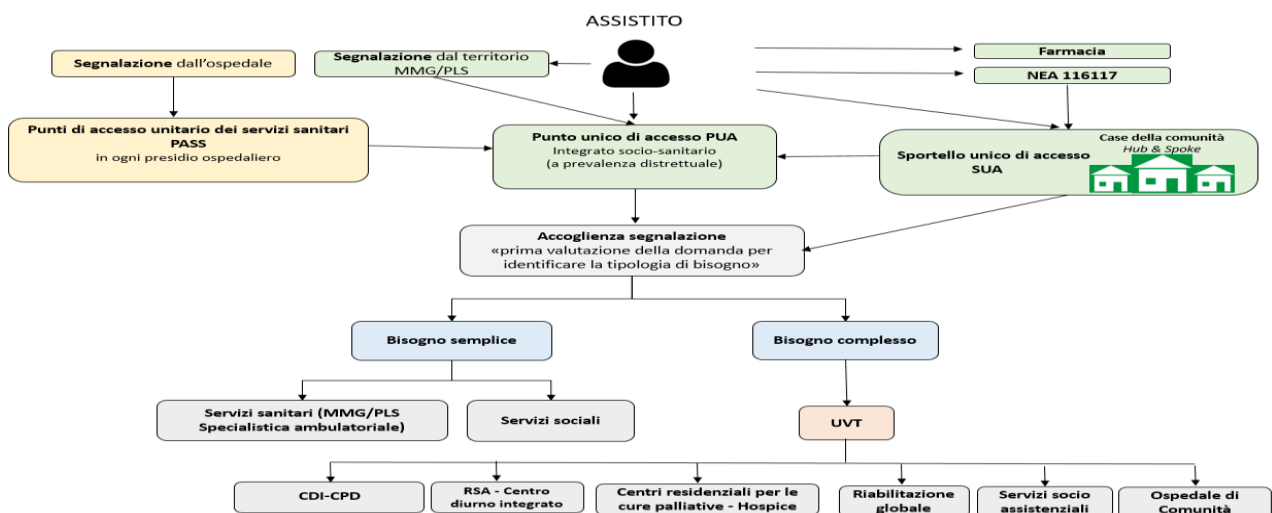 ASSISTITO
Segnalazione dall'ospedale
Segnalazione dal territorio
MMG/PLS
Farmacia
NEA 116117
Punti di accesso unitario dei servizi sanitari
PASS
in ogni presidio ospedaliero
Punto unico di accesso PUA
Integrato socio-sanitario
(a prevalenza distrettuale)
Case della comunità
Hub & Spoke
Sportello unico di accesso
SUA
Accoglienza segnalazione
«prima valutazione della domanda per
identificare la tipologia di bisogno»
Bisogno semplice
Bisogno complesso
Servizi sanitari (MMG/PLS
Specialistica ambulatoriale)
Servizi sociali
UVT
CDI-CPD
RSA - Centro
diurno integrato
Centri residenziali per le
cure palliative - Hospice
Riabilitazione
globale
Servizi socio
assistenziali
Ospedale di
Comunità